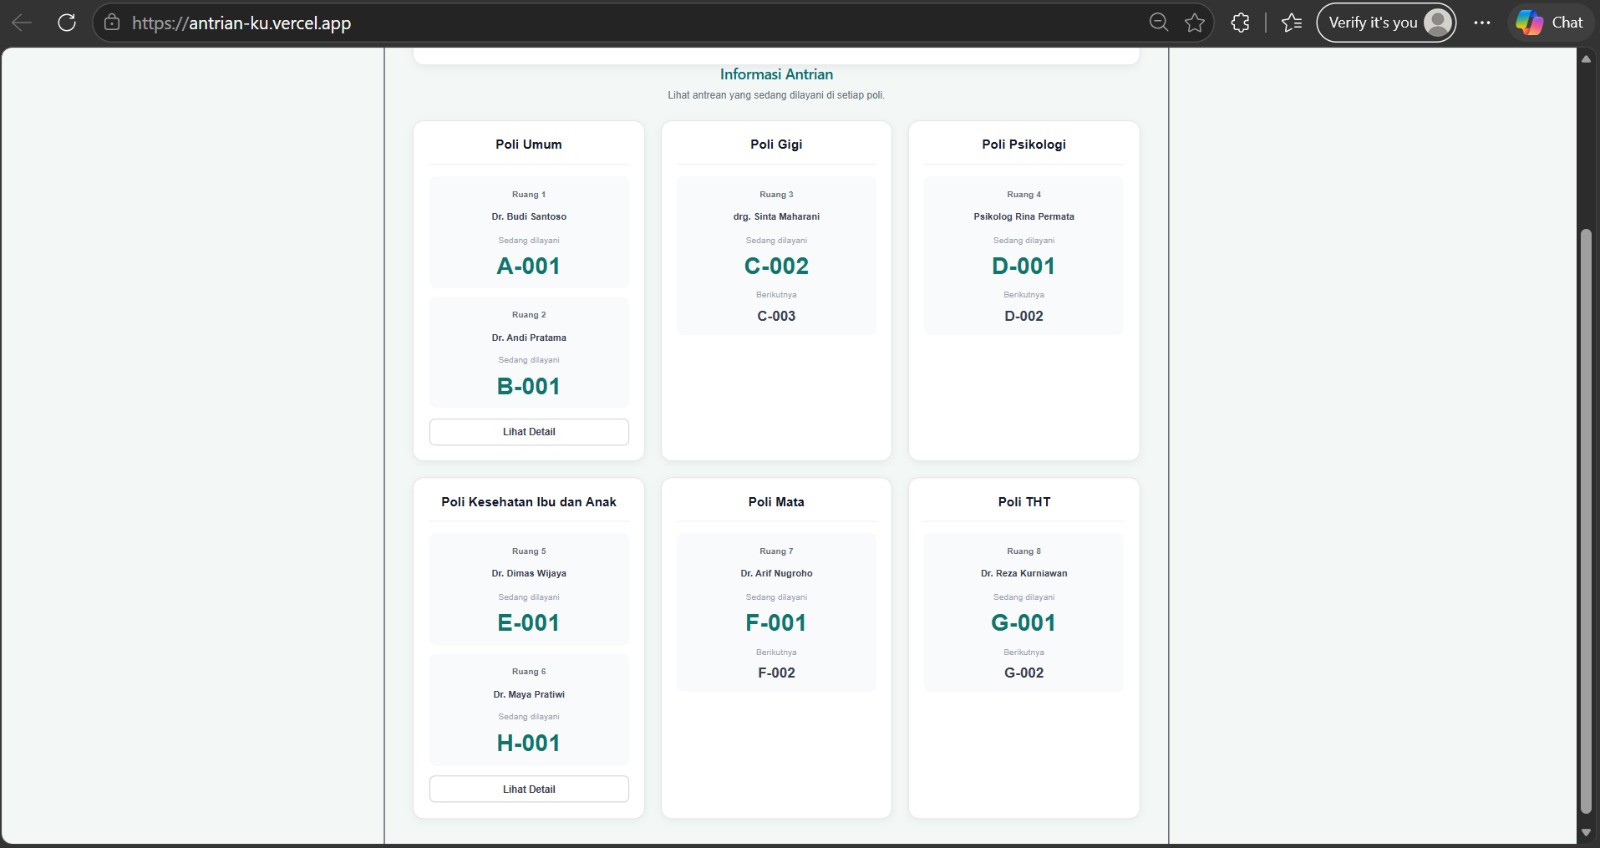 https://antrian-ku.vercel.app
Verify it's you
Chat
Informasi Antrian
Lihat antrean yang sedang dilayani di setiap poli.
Poli Umum
Ruang 1
Dr. Budi Santoso
Sedang dilayani
A-001
Ruang 2
Dr. Andi Pratama
Sedang dilayani
B-001
Lihat Detail
Poli Gigi
Ruang 3
drg. Sinta Maharani
Sedang dilayani
C-002
Berikutnya
C-003
Poli Psikologi
Ruang 4
Psikolog Rina Permata
Sedang dilayani
D-001
Berikutnya
D-002
Poli Kesehatan Ibu dan Anak
Ruang 5
Dr. Dimas Wijaya
Sedang dilayani
E-001
Ruang 6
Dr. Maya Pratiwi
Sedang dilayani
H-001
Lihat Detail
Poli Mata
Ruang 7
Dr. Arif Nugroho
Sedang dilayani
F-001
Berikutnya
F-002
Poli THT
Ruang 8
Dr. Reza Kurniawan
Sedang dilayani
G-001
Berikutnya
G-002